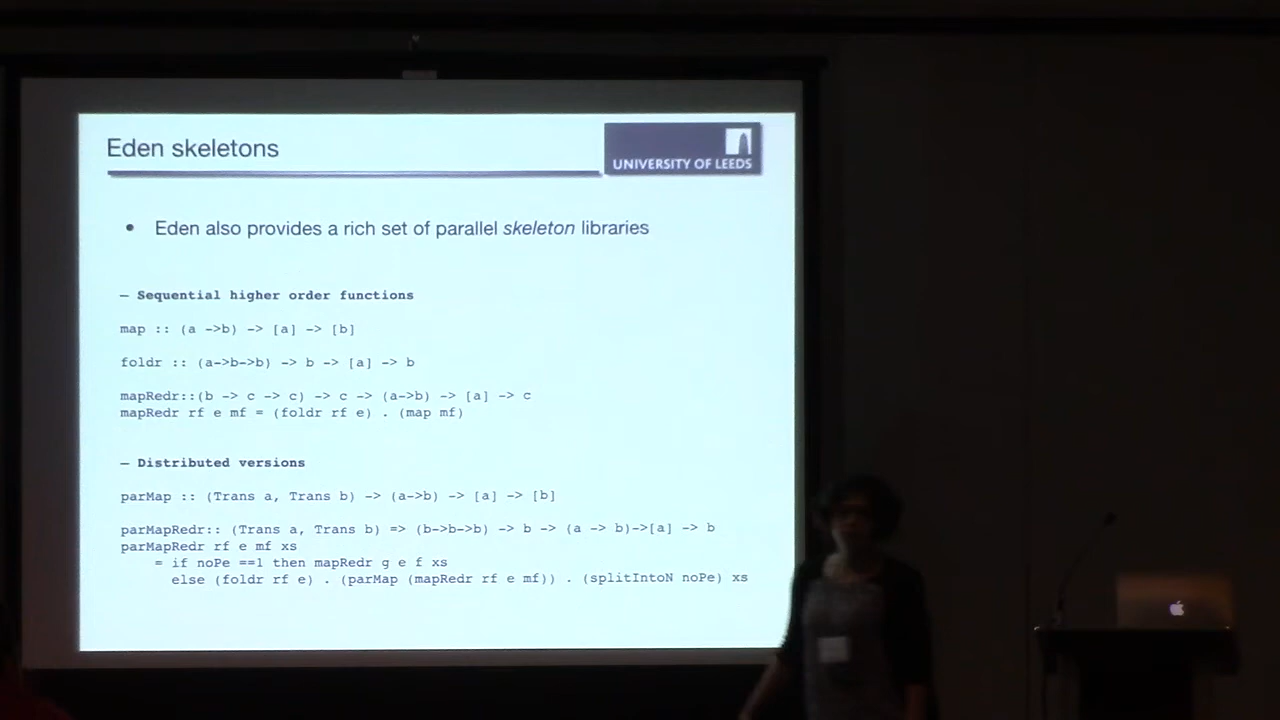 Eden skeletons
UNIVERSITY OF LEEDS
• Eden also provides a rich set of parallel skeleton libraries
– Sequential higher order functions
map :: (a ->b) -> [a] -> [b]
foldr :: (a->b->b) -> b -> [a] -> b
mapRedr::(b -> c -> c) -> c -> (a->b) -> [a] -> c
mapRedr rf e mf = (foldr rf e) . (map mf)
– Distributed versions
parMap :: (Trans a, Trans b) -> (a->b) -> [a] -> [b]
parMapRedr:: (Trans a, Trans b) => (b->b->b) -> b -> (a -> b)->[a] -> b
parMapRedr rf e mf xs
= if noPe ==1 then mapRedr g e f xs
else (foldr rf e) . (parMap (mapRedr rf e mf)) . (splitIntoN noPe) xs